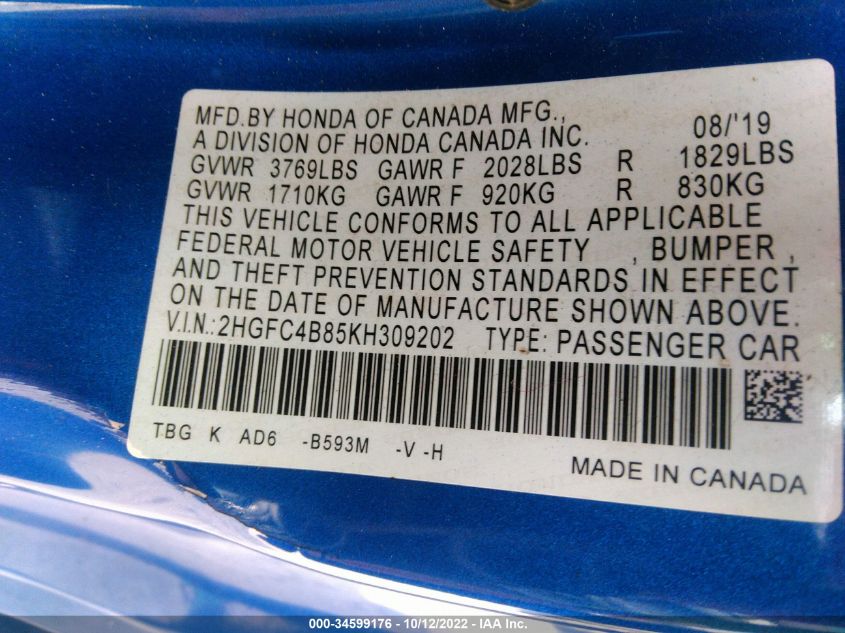 MFD.BY HONDA OF CANADA MFG., 08/'19
A DIVISION OF HONDA CANADA INC.
GVWR 3769LBS GAWR F 2028LBS R 1829LBS
GVWR 1710KG GAWR F 920KG R 830KG
THIS VEHICLE CONFORMS TO ALL APPLICABLE
FEDERAL MOTOR VEHICLE SAFETY , BUMPER ,
AND THEFT PREVENTION STANDARDS IN EFFECT
ON THE DATE OF MANUFACTURE SHOWN ABOVE.
V.I.N.:2HGFC4B85KH309202 TYPE: PASSENGER CAR
TBG K AD6 -B593M -V -H
MADE IN CANADA
000-34599176 - 10/12/2022 - IAA Inc.